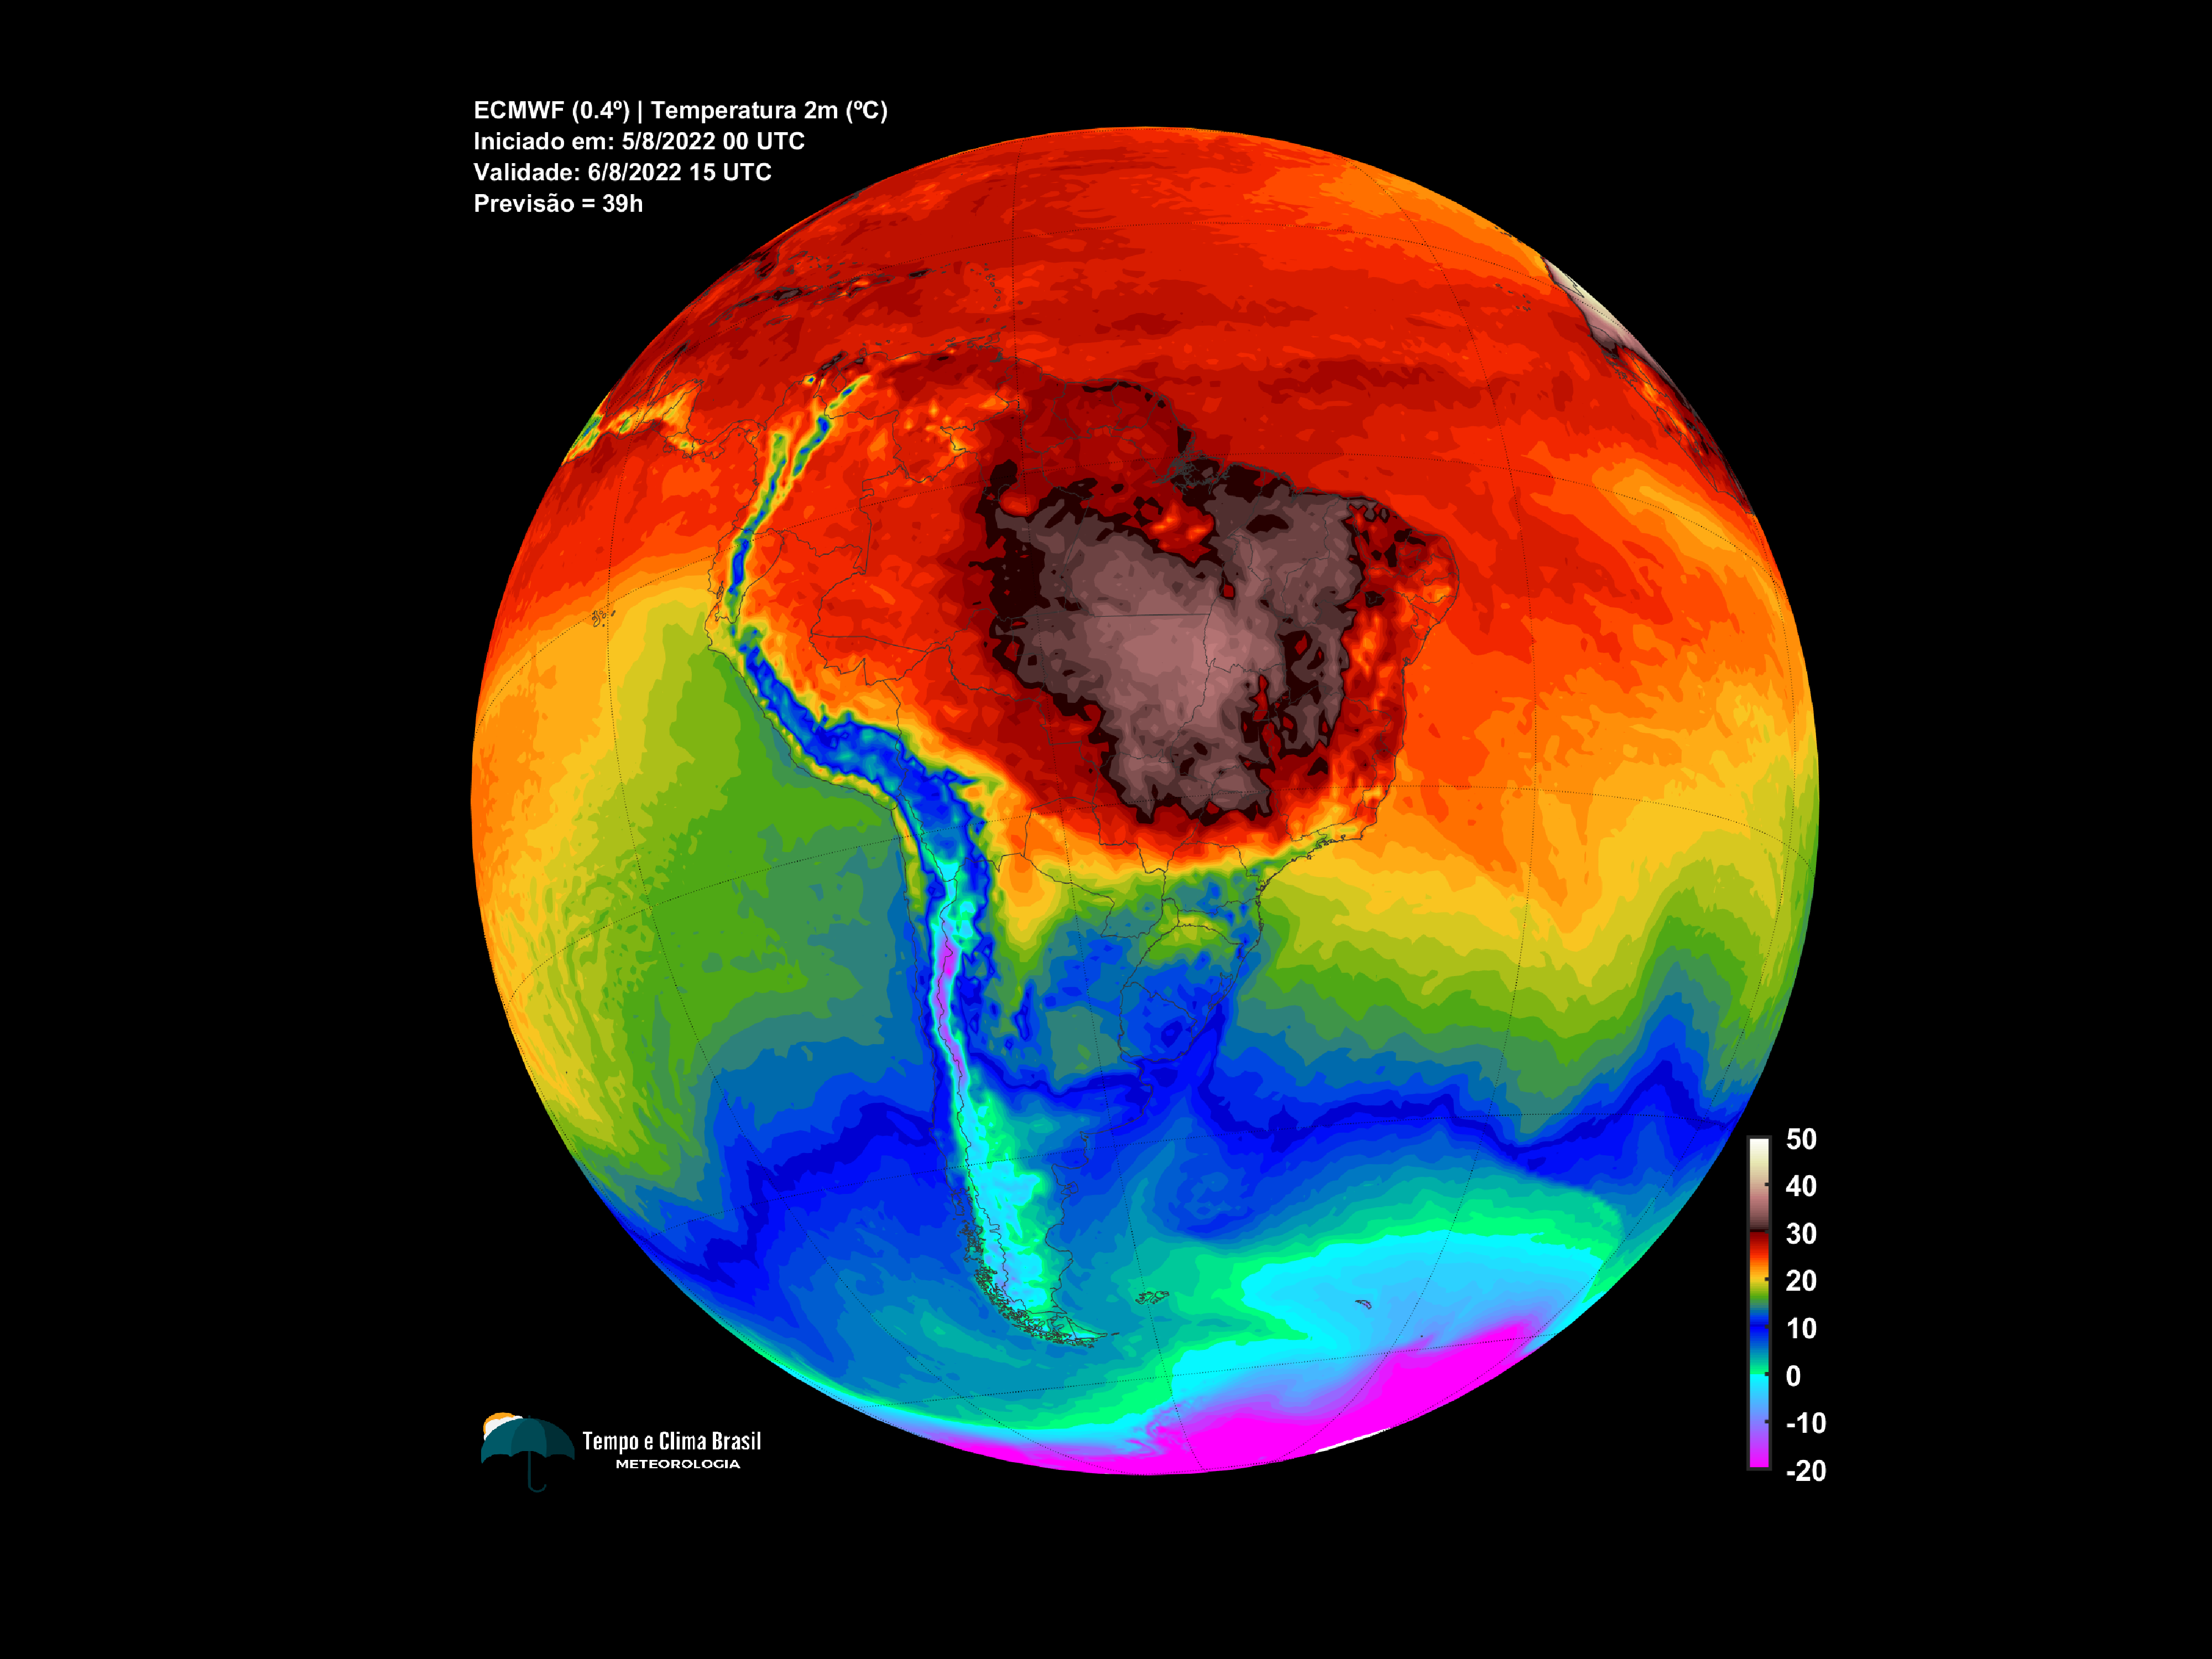 ECMWF (0.4º) | Temperatura 2m (ºC)
Iniciado em: 5/8/2022 00 UTC
Validade: 6/8/2022 15 UTC
Previsão = 39h
50
40
30
20
10
0
-10
-20
Tempo e Clima Brasil
METEOROLOGIA